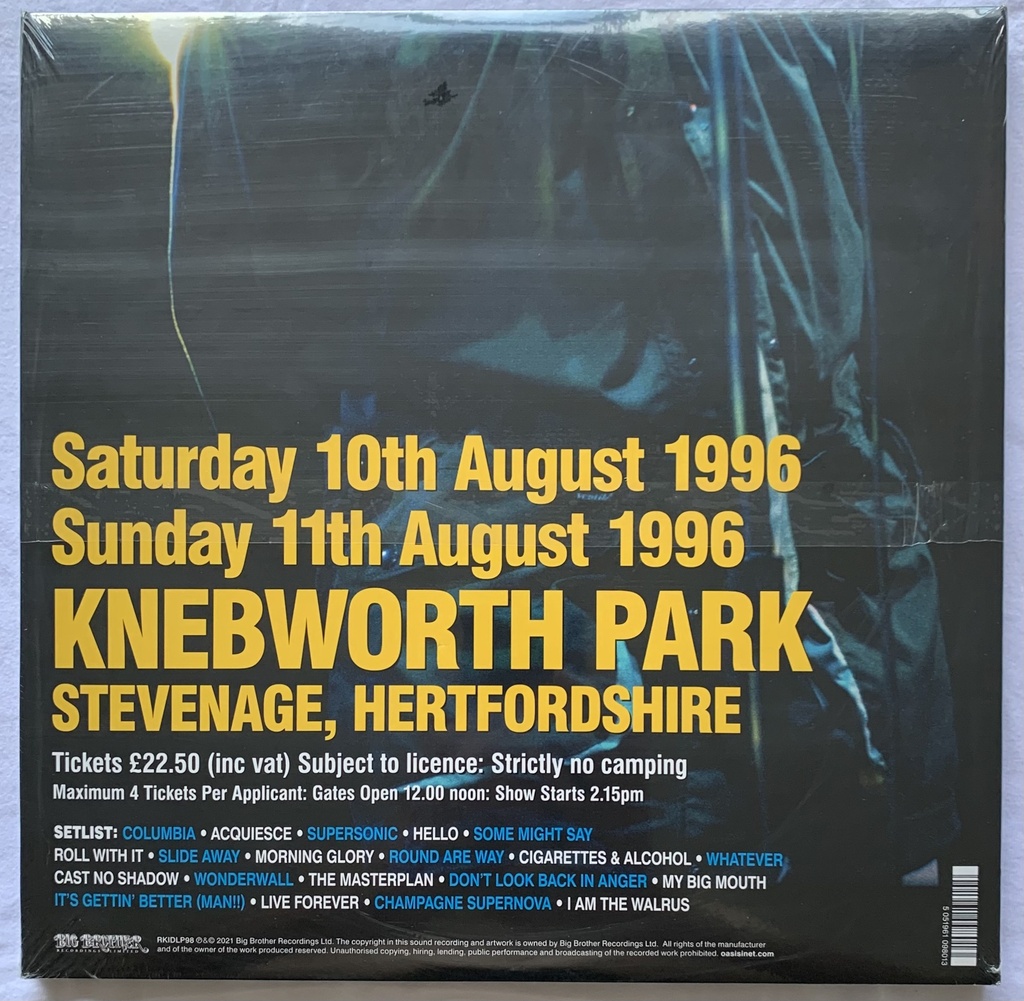 Saturday 10th August 1996
Sunday 11th August 1996
KNEBWORTH PARK
STEVENAGE, HERTFORDSHIRE
Tickets £22.50 (inc vat) Subject to licence: Strictly no camping
Maximum 4 Tickets Per Applicant: Gates Open 12.00 noon: Show Starts 2.15pm
SETLIST: COLUMBIA • ACQUIESCE • SUPERSONIC • HELLO • SOME MIGHT SAY
ROLL WITH IT • SLIDE AWAY • MORNING GLORY • ROUND ARE WAY • CIGARETTES & ALCOHOL • WHATEVER
CAST NO SHADOW • WONDERWALL • THE MASTERPLAN • DON'T LOOK BACK IN ANGER • MY BIG MOUTH
IT'S GETTIN' BETTER (MAN!!) • LIVE FOREVER • CHAMPAGNE SUPERNOVA • I AM THE WALRUS
BIG BROTHER
RECORDINGS LIMITED
RKIDLP98 ℗&© 2021 Big Brother Recordings Ltd. The copyright in this sound recording and artwork is owned by Big Brother Recordings Ltd. All rights of the manufacturer
and of the owner of the work produced reserved. Unauthorised copying, hiring, lending, public performance and broadcasting of the recorded work prohibited. oasisinet.com
5 051961 098013